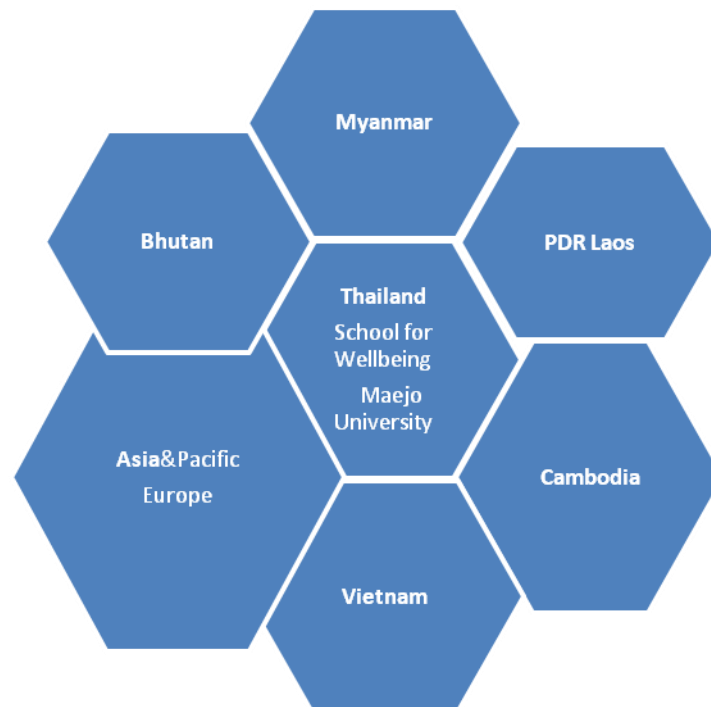 Myanmar
Bhutan
PDR Laos
Thailand
School for
Wellbeing
Maejo
University
Asia&Pacific
Europe
Cambodia
Vietnam